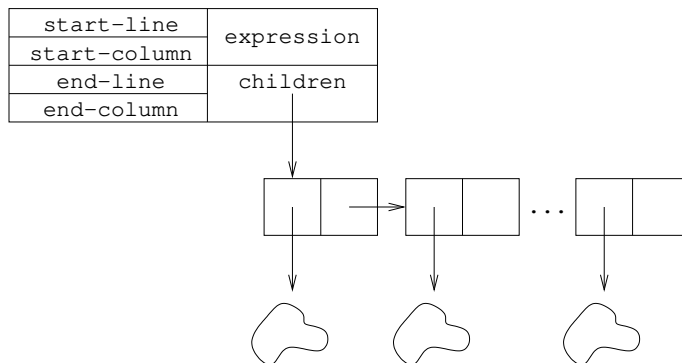 start-line
expression
start-column
end-line
children
end-column
...